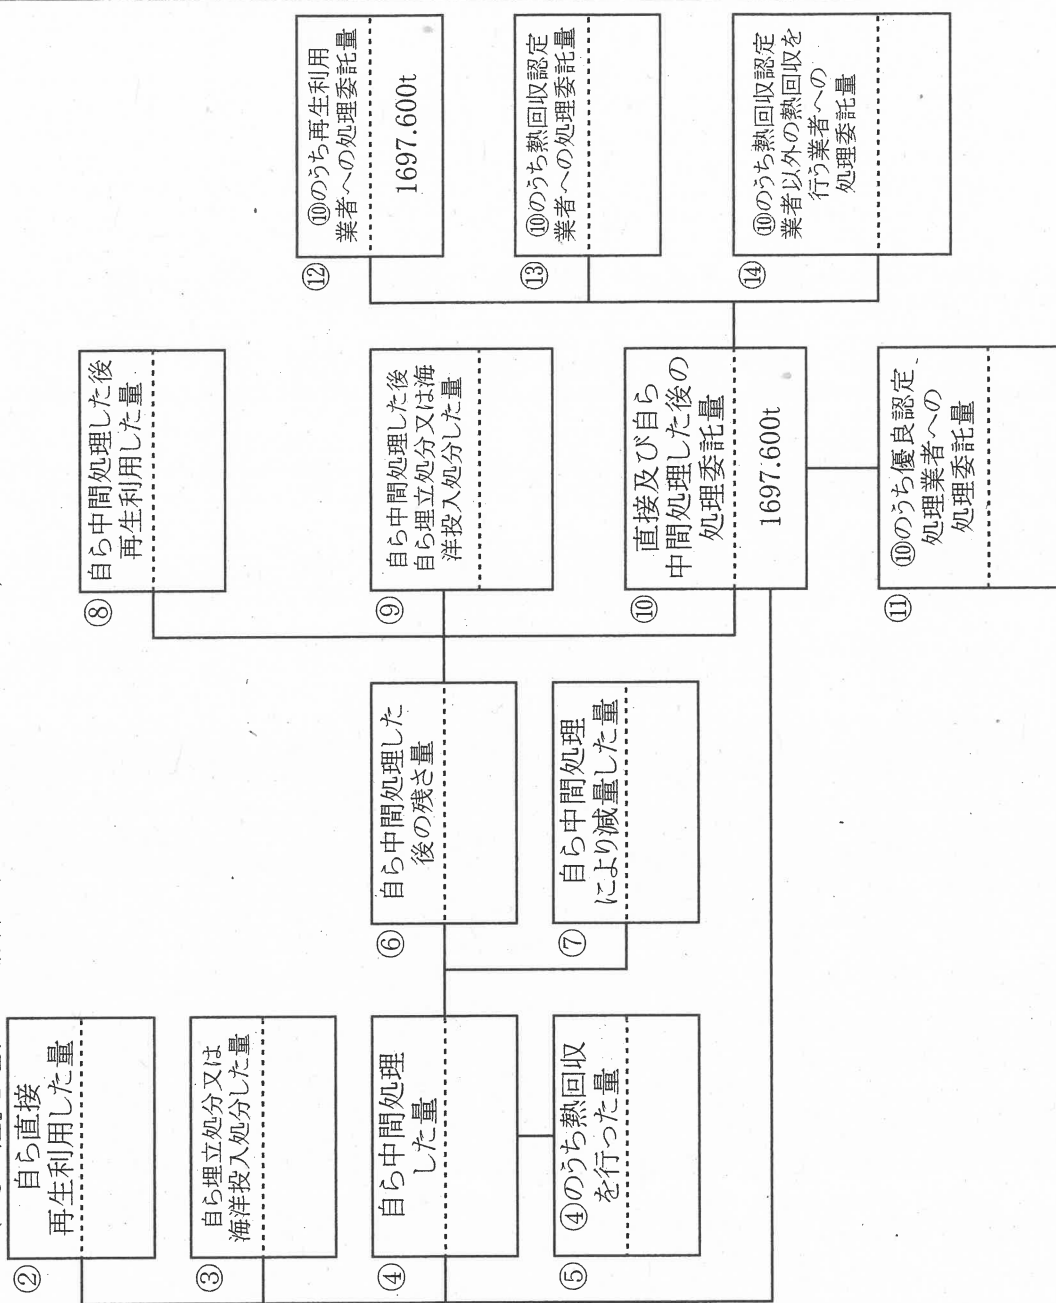 ②
自ら直接
再生利用した量
③
自ら埋立処分又は
海洋投入処分した量
④
自ら中間処理
した量
⑤
④のうち熱回収
を行った量
⑥
自ら中間処理した
後の残さ量
⑦
自ら中間処理
により減量した量
⑧
自ら中間処理した後
再生利用した量
⑨
自ら中間処理した後
自ら埋立処分又は海
洋投入処分した量
⑩
直接及び自ら
中間処理した後の
処理委託量
1697.600t
⑪
⑩のうち優良認定
処理業者への
処理委託量
⑫
⑩のうち再生利用
業者への処理委託量
1697.600t
⑬
⑩のうち熱回収認定
業者への処理委託量
⑭
⑩のうち熱回収認定
業者以外の熱回収を
行う業者への
処理委託量